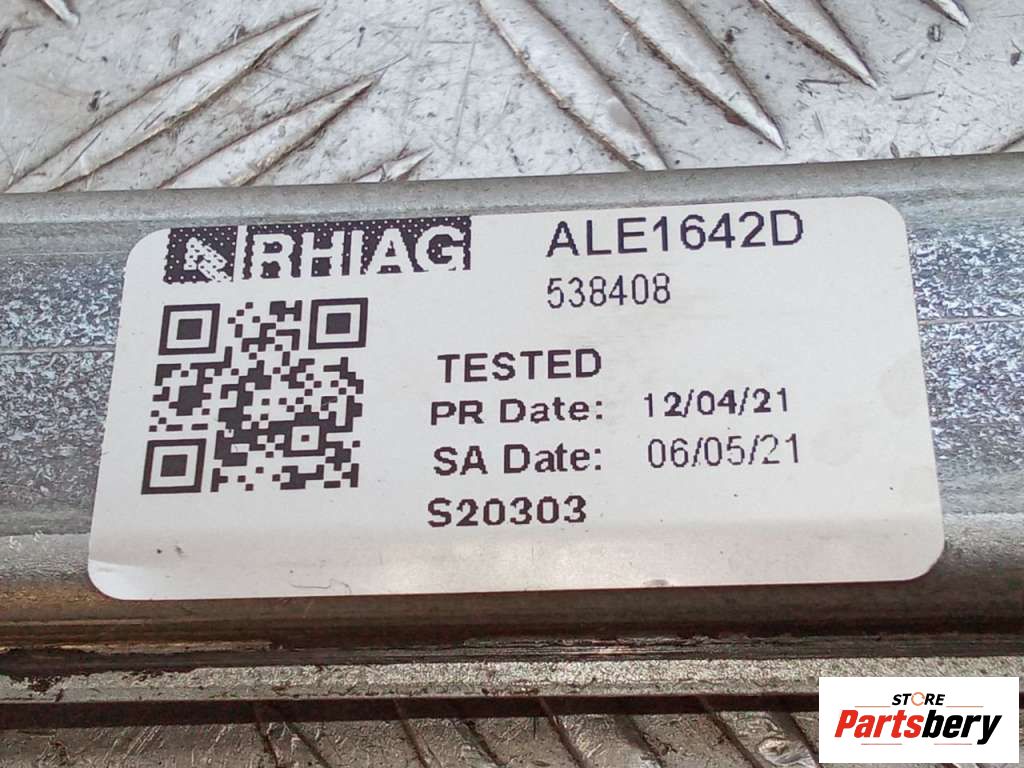 RHIAG
ALE1642D
538408
TESTED
PR Date: 12/04/21
SA Date: 06/05/21
S20303
STORE
Partsbery